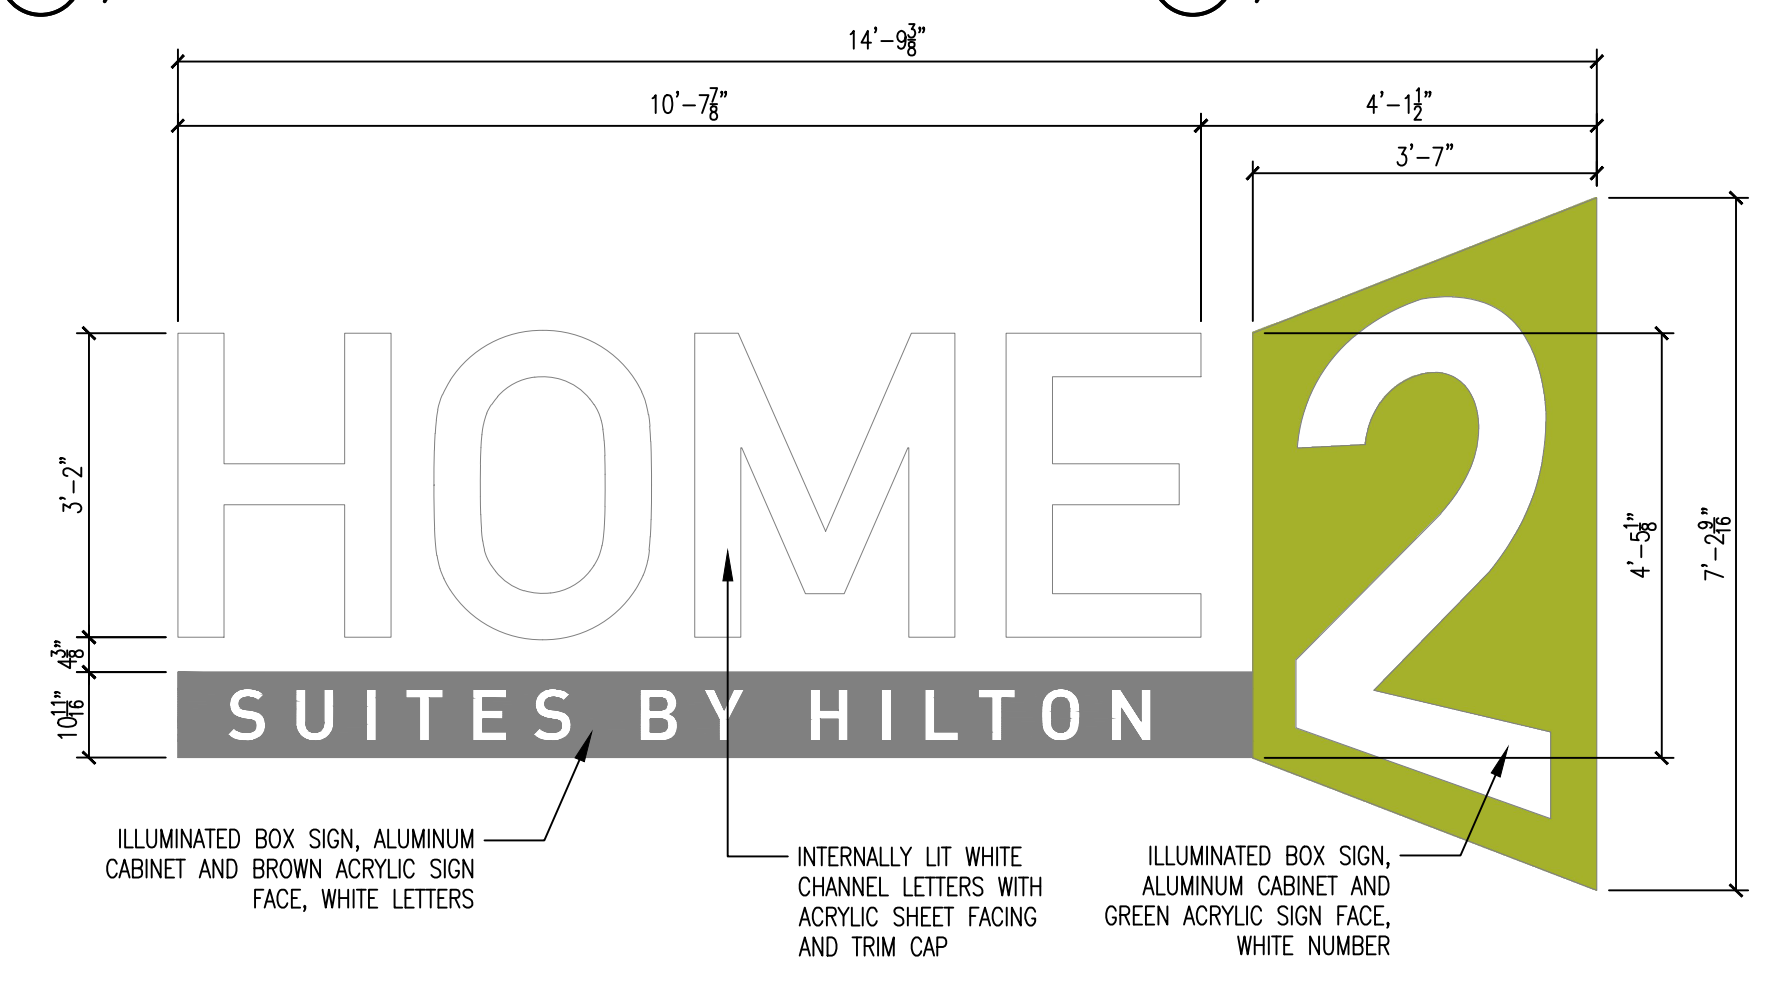 14'-9 3/8"
10'-7 7/8"
4'-1 1/2"
3'-7"
HOME
2
3'-2"
4 3/8"
10 11/16"
4'-5 1/8"
7'-2 9/16"
SUITES BY HILTON
ILLUMINATED BOX SIGN, ALUMINUM
CABINET AND BROWN ACRYLIC SIGN
FACE, WHITE LETTERS
INTERNALLY LIT WHITE
CHANNEL LETTERS WITH
ACRYLIC SHEET FACING
AND TRIM CAP
ILLUMINATED BOX SIGN,
ALUMINUM CABINET AND
GREEN ACRYLIC SIGN FACE,
WHITE NUMBER